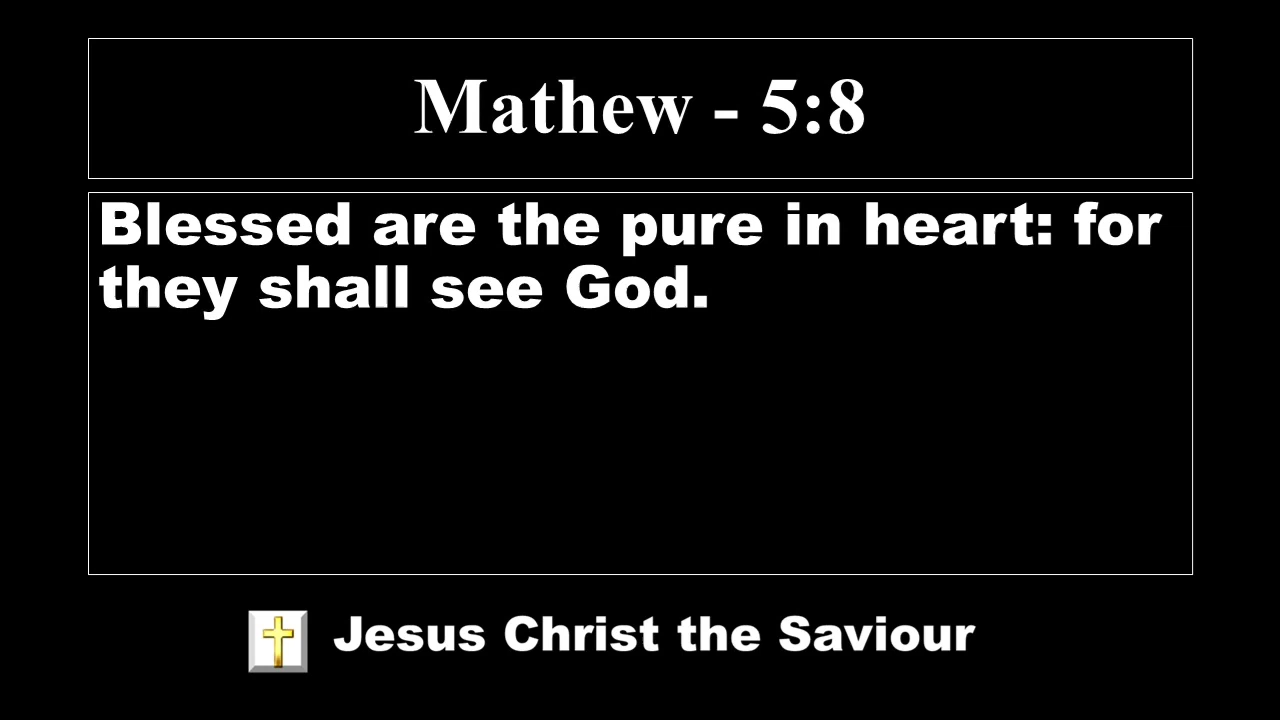 Mathew - 5:8
Blessed are the pure in heart: for
they shall see God.
Jesus Christ the Saviour